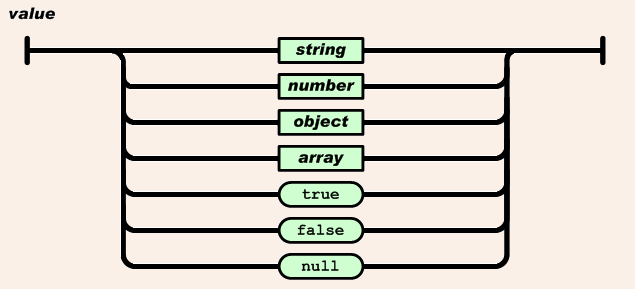 value
string
number
object
array
true
false
null